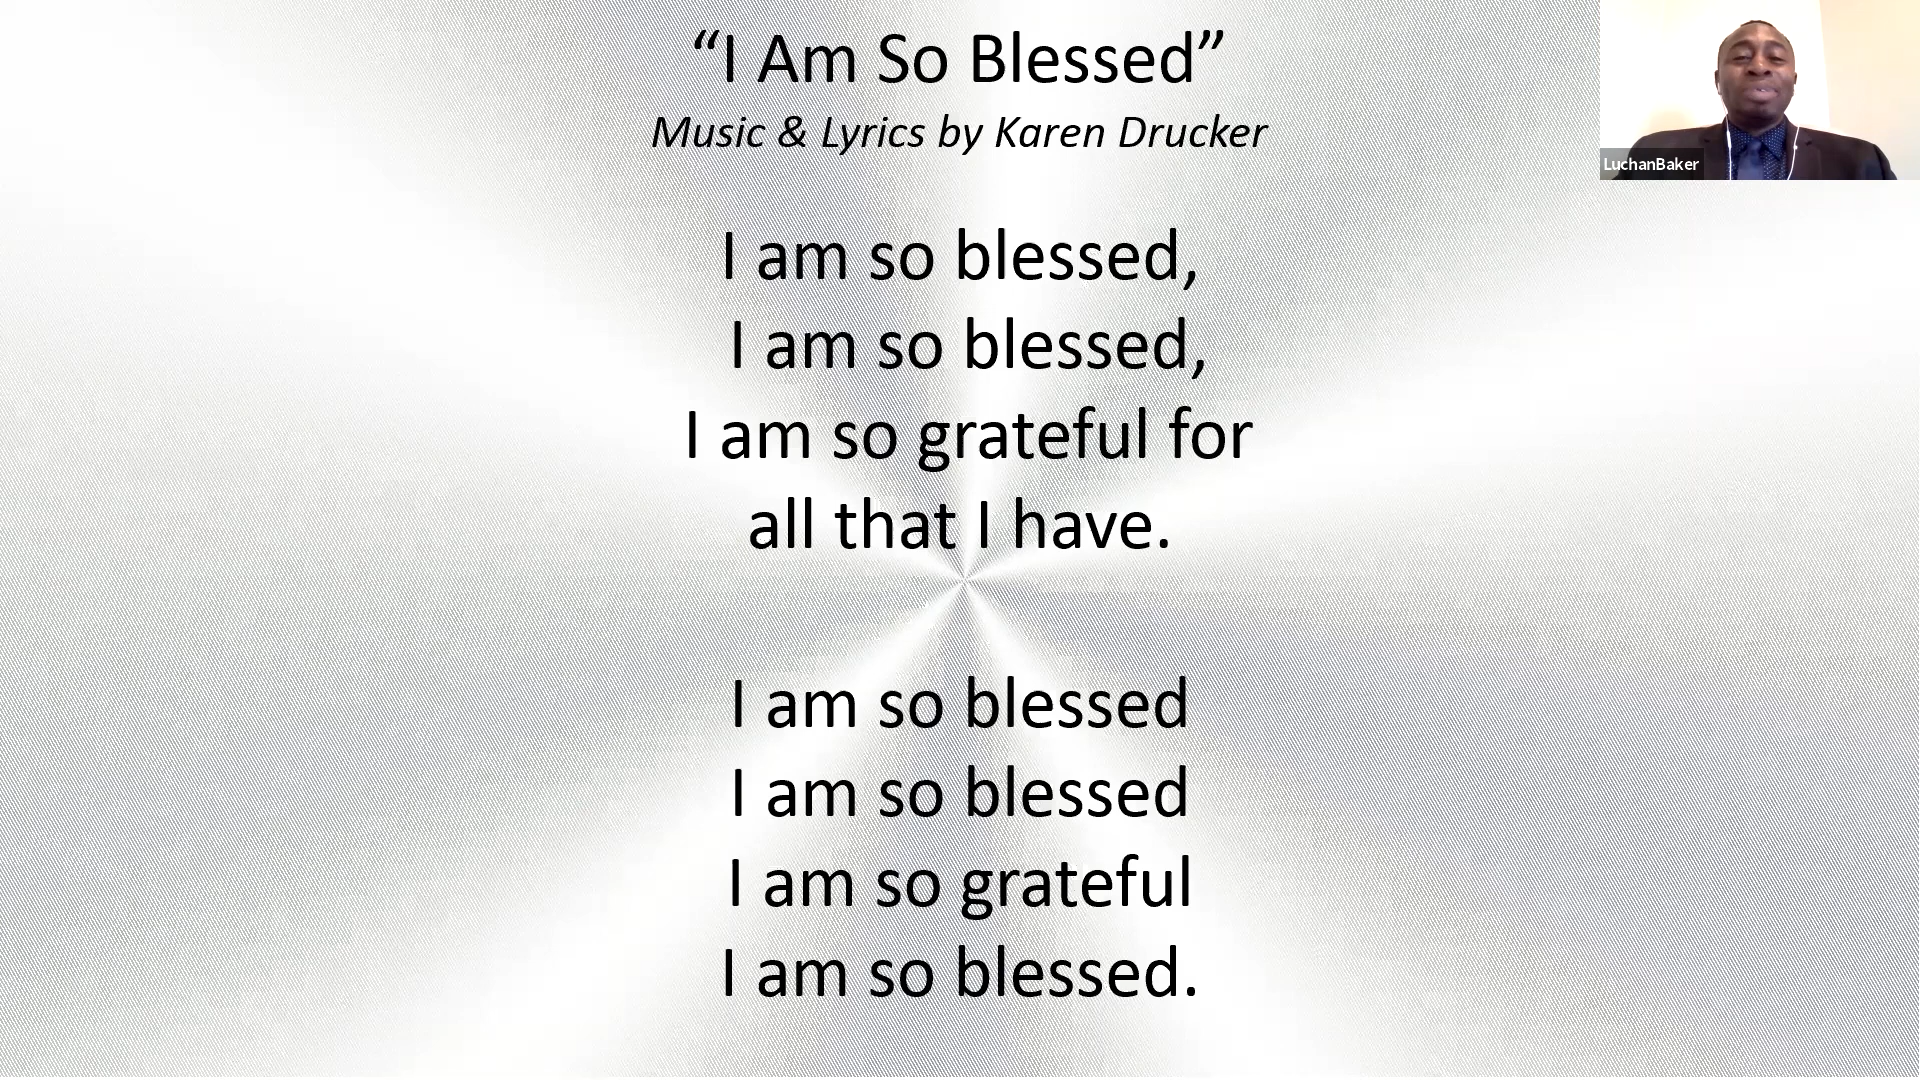 “I Am So Blessed”
Music & Lyrics by Karen Drucker
LuchanBaker
I am so blessed,
I am so blessed,
I am so grateful for
all that I have.
I am so blessed
I am so blessed
I am so grateful
I am so blessed.